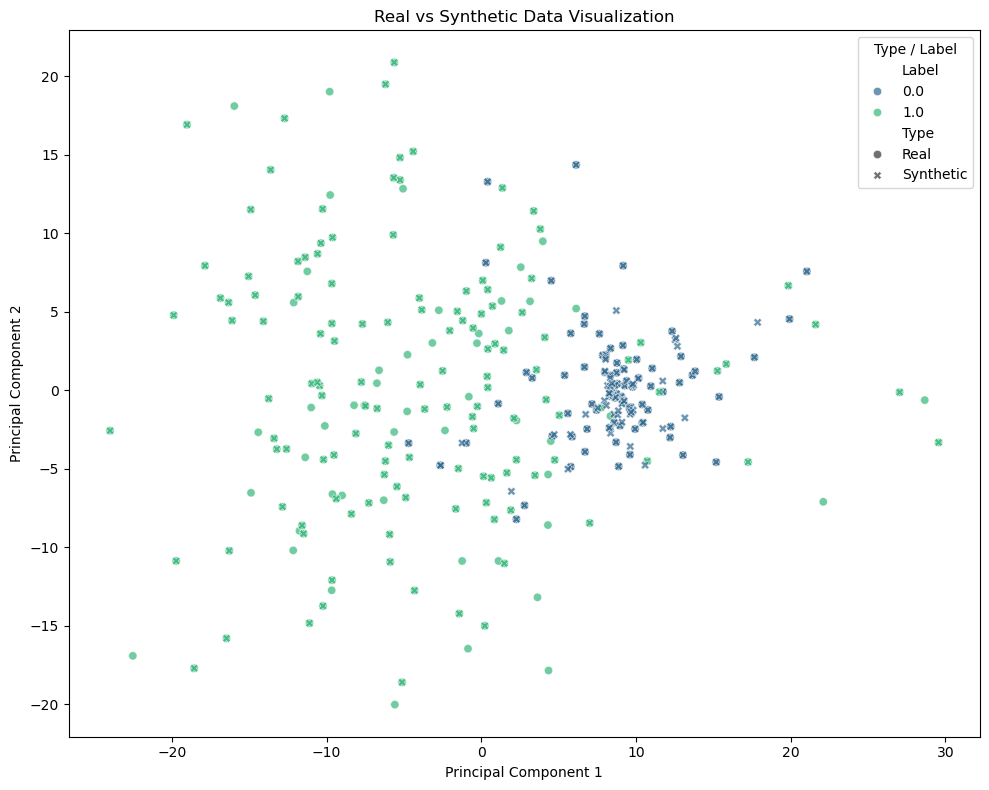 Real vs Synthetic Data Visualization
Type / Label
Label
0.0
1.0
Type
Real
Synthetic
20
15
10
5
0
−5
−10
−15
−20
Principal Component 2
−20
−10
0
10
20
30
Principal Component 1